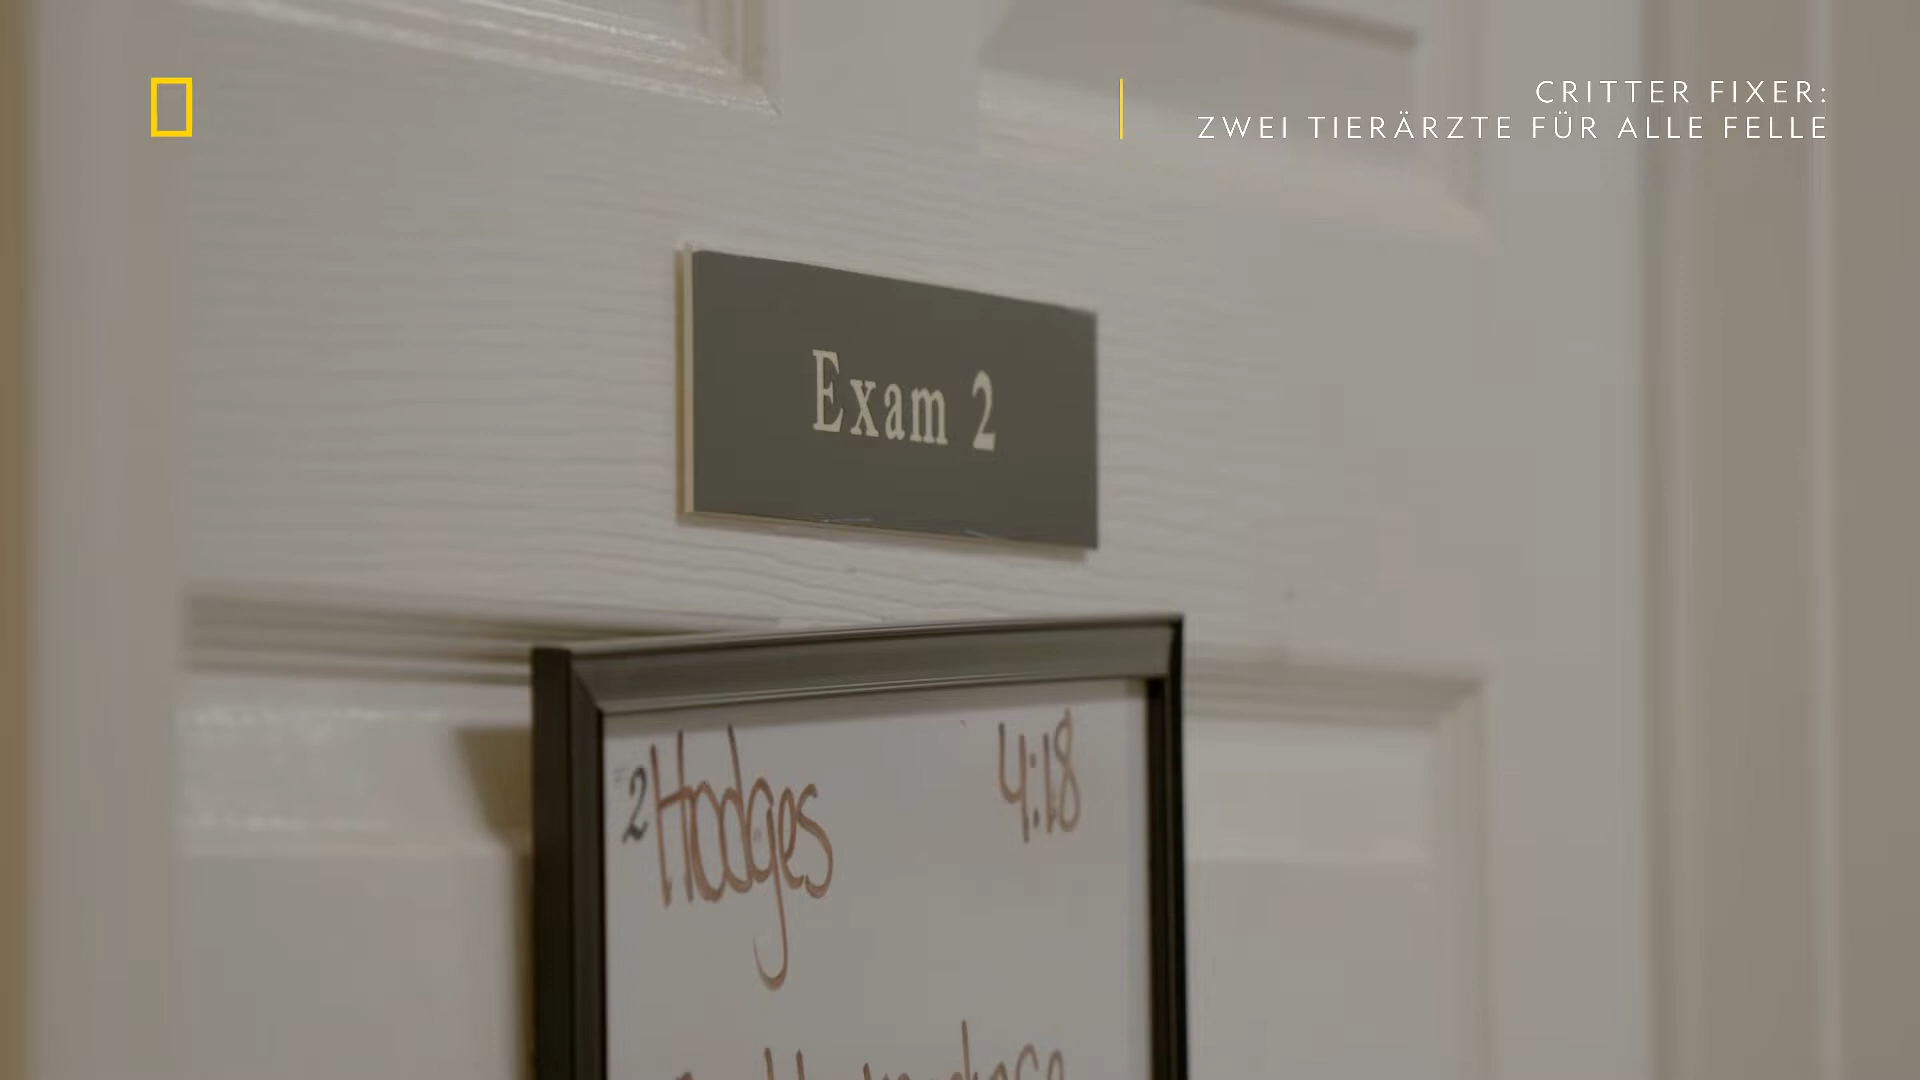 CRITTER FIXER:
ZWEI TIERÄRZTE FÜR ALLE FELLE
Exam 2
2 Hodges 4:18